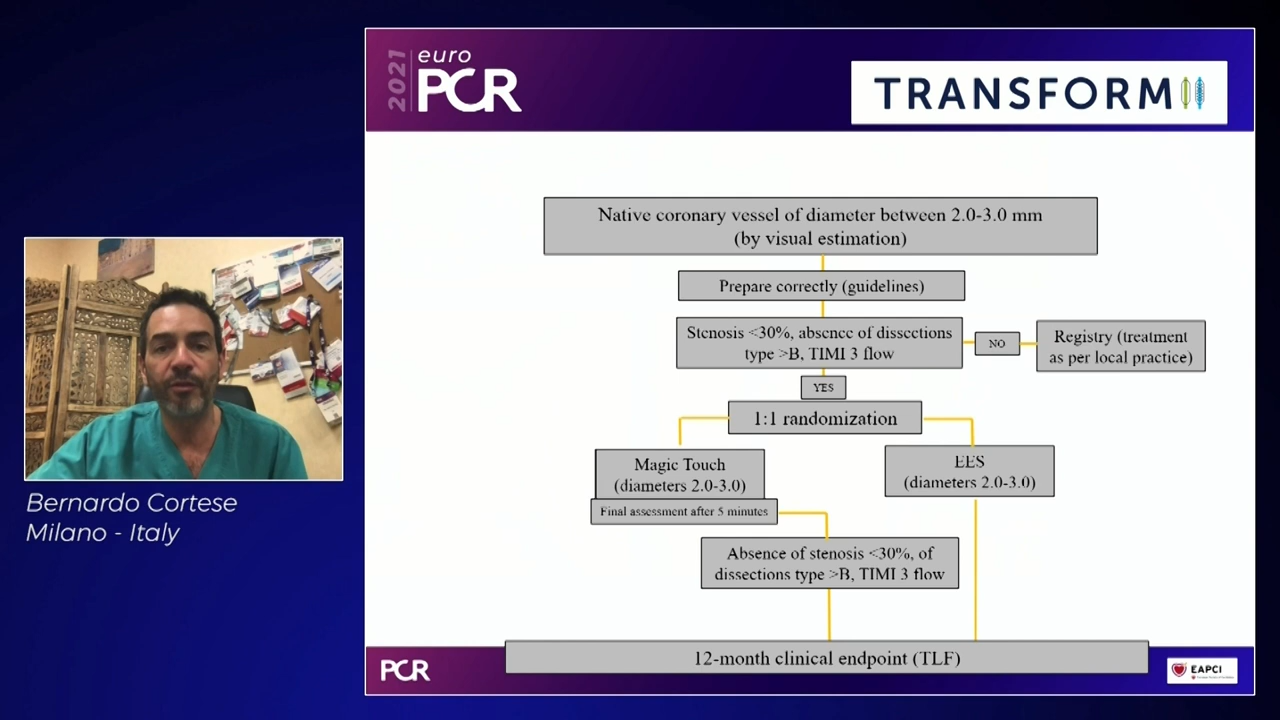 2021 euro
PCR
TRANSFORM II
Native coronary vessel of diameter between 2.0-3.0 mm
(by visual estimation)
Prepare correctly (guidelines)
Stenosis <30%, absence of dissections
type >B, TIMI 3 flow
NO
Registry (treatment
as per local practice)
YES
1:1 randomization
Magic Touch
(diameters 2.0-3.0)
EES
(diameters 2.0-3.0)
Final assessment after 5 minutes
Absence of stenosis <30%, of
dissections type >B, TIMI 3 flow
12-month clinical endpoint (TLF)
Bernardo Cortese
Milano - Italy
PCR
EAPCI